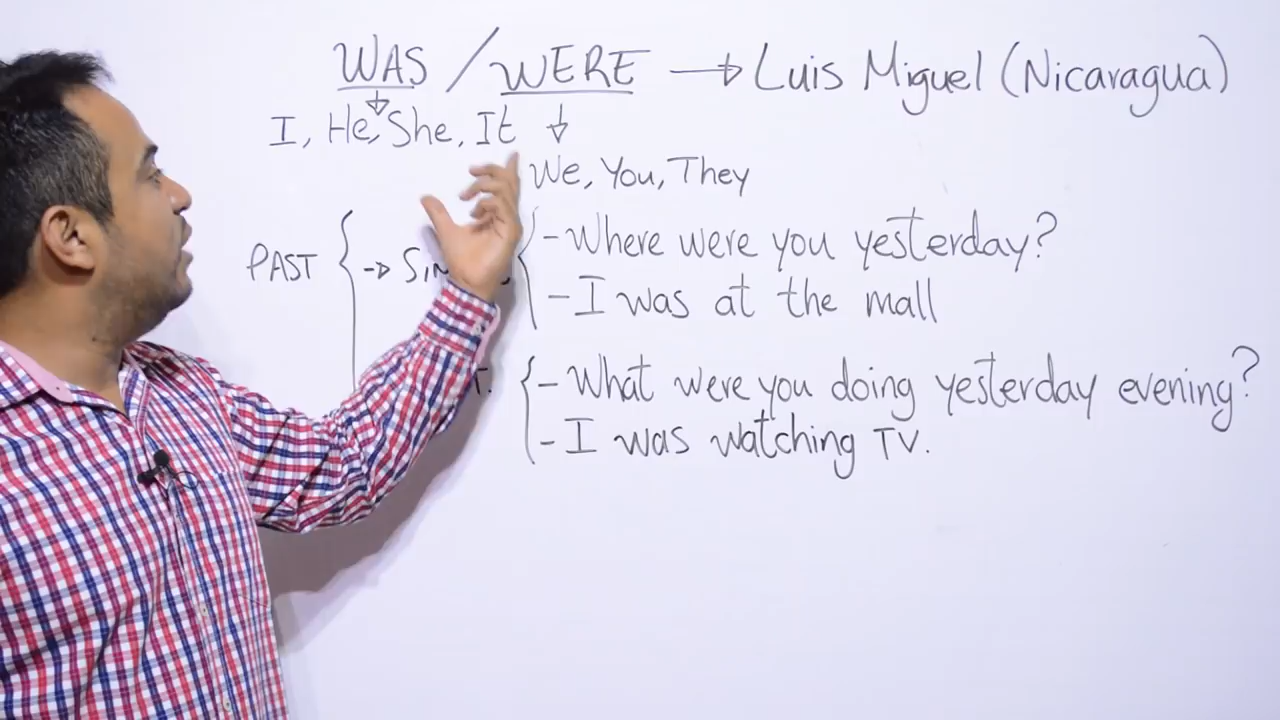 WAS / WERE → Luis Miguel (Nicaragua)
I, He, She, It
We, You, They
PAST
- Where were you yesterday?
- I was at the mall
- What were you doing yesterday evening?
- I was watching TV.